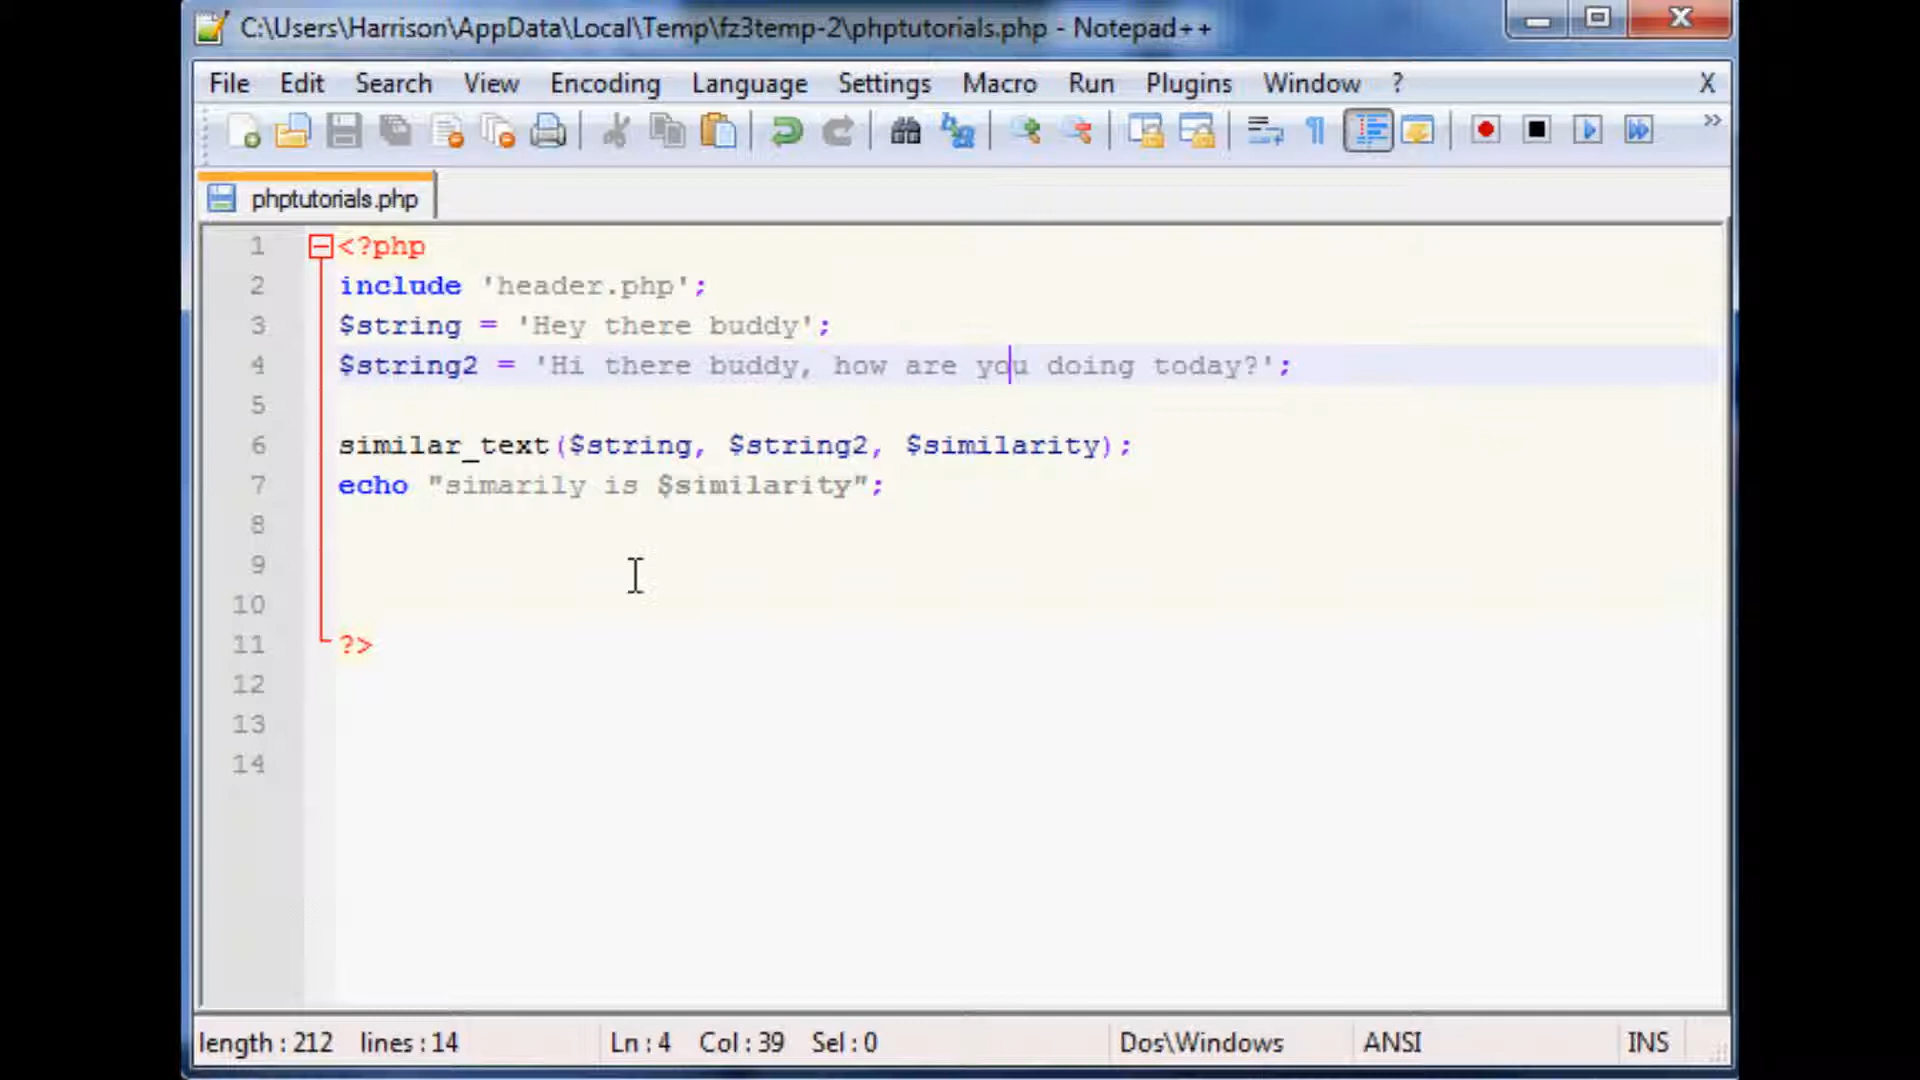 C:\Users\Harrison\AppData\Local\Temp\fz3temp-2\phptutorials.php - Notepad++
File Edit Search View Encoding Language Settings Macro Run Plugins Window ? X
phptutorials.php
1 <?php
2 include 'header.php';
3 $string = 'Hey there buddy';
4 $string2 = 'Hi there buddy, how are you doing today?';
5
6 similar_text($string, $string2, $similarity);
7 echo "simarily is $similarity";
8
9
10
11 ?>
12
13
14
length : 212 lines : 14 Ln : 4 Col : 39 Sel : 0 Dos\Windows ANSI INS